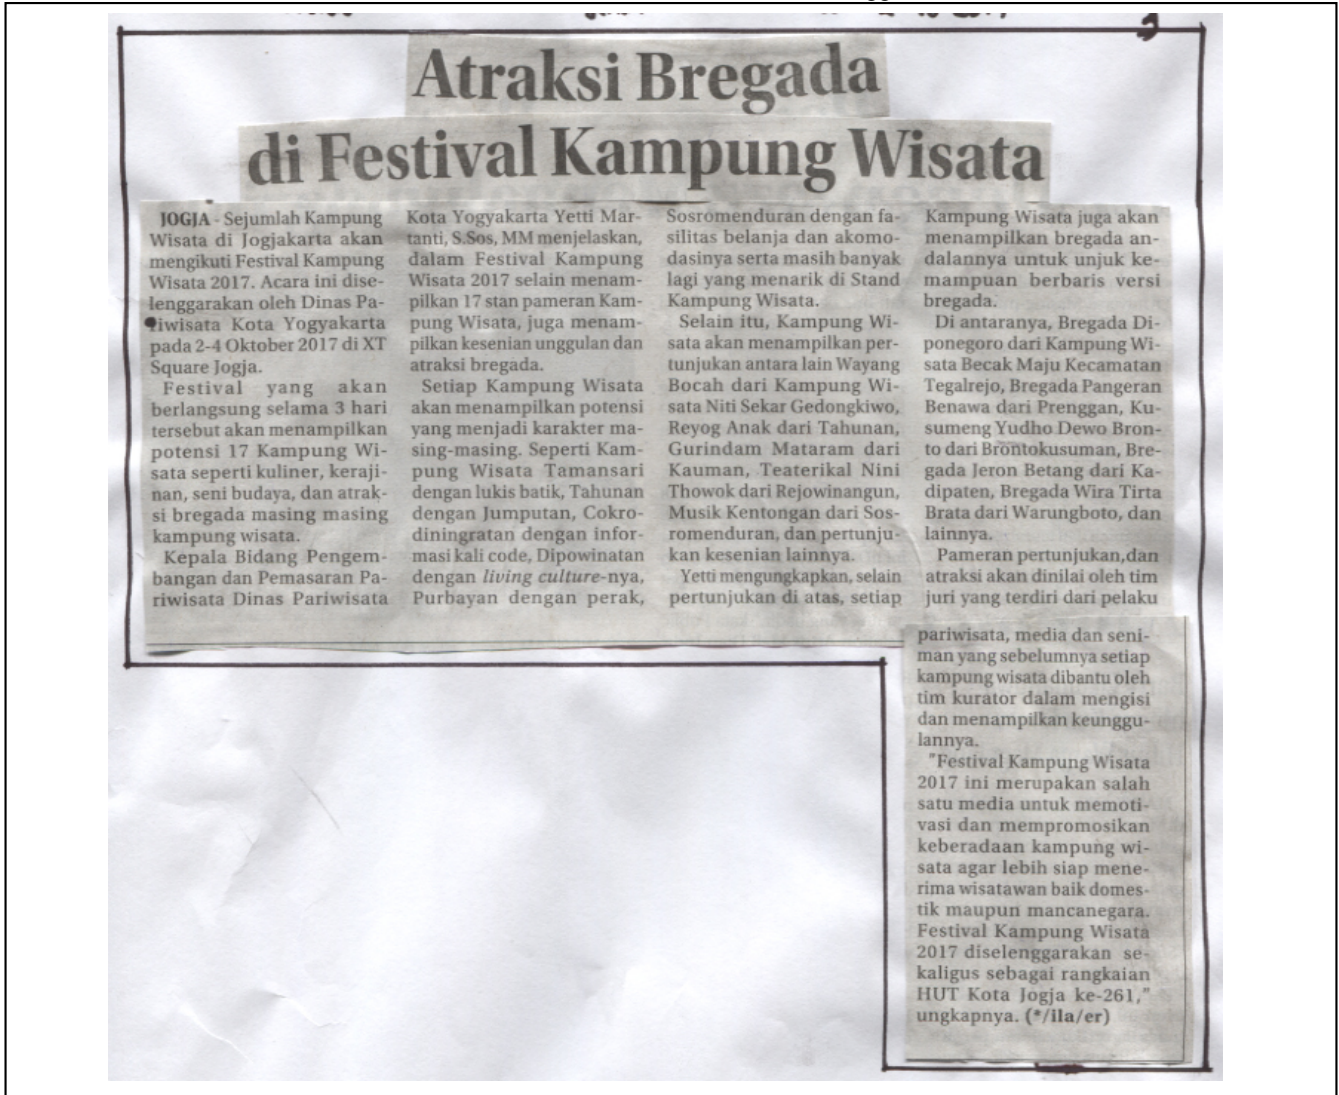 Atraksi Bregada
di Festival Kampung Wisata
JOGJA - Sejumlah Kampung
Wisata di Jogjakarta akan
mengikuti Festival Kampung
Wisata 2017. Acara ini dise-
lenggarakan oleh Dinas Pa-
riwisata Kota Yogyakarta
pada 2-4 Oktober 2017 di XT
Square Jogja.
Festival yang akan
berlangsung selama 3 hari
tersebut akan menampilkan
potensi 17 Kampung Wi-
sata seperti kuliner, keraji-
nan, seni budaya, dan atrak-
si bregada masing masing
kampung wisata.
Kepala Bidang Pengem-
bangan dan Pemasaran Pa-
riwisata Dinas Pariwisata
Kota Yogyakarta Yetti Mar-
tanti, S.Sos, MM menjelaskan,
dalam Festival Kampung
Wisata 2017 selain menam-
pilkan 17 stan pameran Kam-
pung Wisata, juga menam-
pilkan kesenian unggulan dan
atraksi bregada.
Setiap Kampung Wisata
akan menampilkan potensi
yang menjadi karakter ma-
sing-masing. Seperti Kam-
pung Wisata Tamansari
dengan lukis batik, Tahunan
dengan Jumputan, Cokro-
diningratan dengan infor-
masi kali code, Dipowinatan
dengan living culture-nya,
Purbayan dengan perak,
Sosromenduran dengan fa-
silitas belanja dan akomo-
dasinya serta masih banyak
lagi yang menarik di Stand
Kampung Wisata.
Selain itu, Kampung Wi-
sata akan menampilkan per-
tunjukan antara lain Wayang
Bocah dari Kampung Wi-
sata Niti Sekar Gedongkiwo,
Reyog Anak dari Tahunan,
Gurindam Mataram dari
Kauman, Teaterikal Nini
Thowok dari Rejowinangun,
Musik Kentongan dari Sos-
romenduran, dan pertunju-
kan kesenian lainnya.
Yetti mengungkapkan, selain
pertunjukan di atas, setiap
Kampung Wisata juga akan
menampilkan bregada an-
dalannya untuk unjuk ke-
mampuan berbaris versi
bregada.
Di antaranya, Bregada Di-
ponegoro dari Kampung Wi-
sata Becak Maju Kecamatan
Tegalrejo, Bregada Pangeran
Benawa dari Prenggan, Ku-
sumeng Yudho Dewo Bron-
to dari Brontokusuman, Bre-
gada Jeron Betang dari Ka-
dipaten, Bregada Wira Tirta
Brata dari Warungboto, dan
lainnya.
Pameran pertunjukan,dan
atraksi akan dinilai oleh tim
juri yang terdiri dari pelaku
pariwisata, media dan seni-
man yang sebelumnya setiap
kampung wisata dibantu oleh
tim kurator dalam mengisi
dan menampilkan keunggu-
lannya.
"Festival Kampung Wisata
2017 ini merupakan salah
satu media untuk memoti-
vasi dan mempromosikan
keberadaan kampung wi-
sata agar lebih siap mene-
rima wisatawan baik domes-
tik maupun mancanegara.
Festival Kampung Wisata
2017 diselenggarakan se-
kaligus sebagai rangkaian
HUT Kota Jogja ke-261,"
ungkapnya. (*/ila/er)